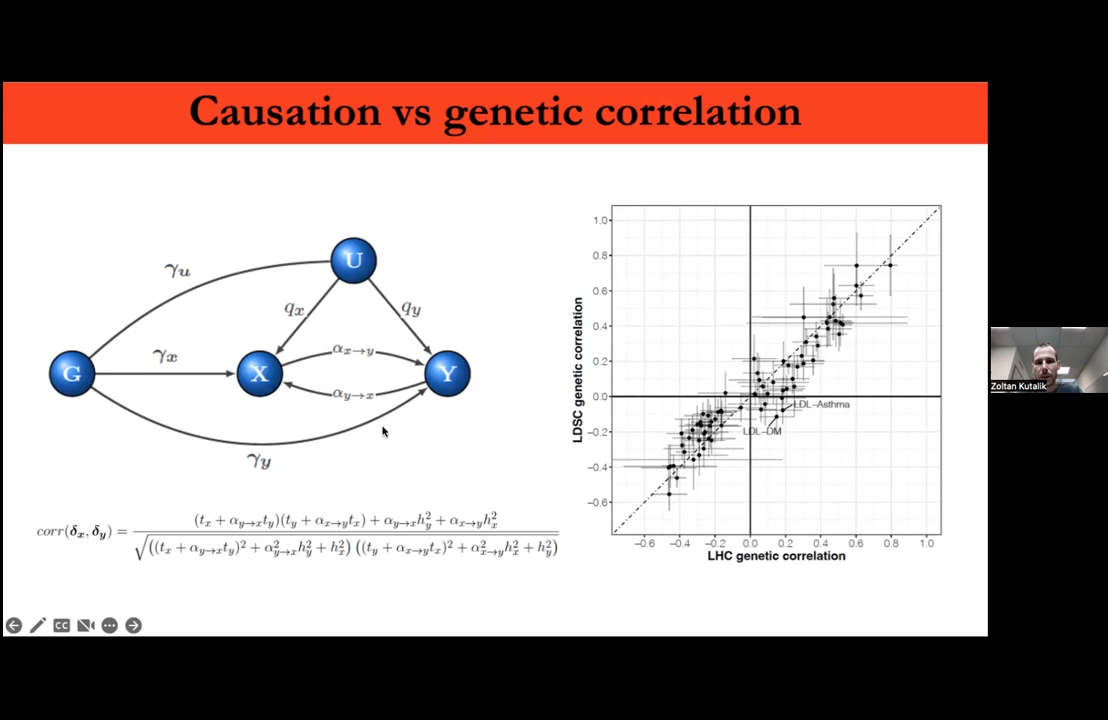 Causation vs genetic correlation
U
γu
qx
qy
γx
αx→y
G
X
Y
αy→x
γy
corr(δx, δy) = (tx + αy→xty)(ty + αx→ytx) + αy→xh²y + αx→yh²x
√((tx + αy→xty)² + α²y→xh²y + h²x) ((ty + αx→ytx)² + α²x→yh²x + h²y)
LDSC genetic correlation
1.0
0.8
0.6
0.4
0.2
0.0
−0.2
−0.4
−0.6
LDL−Asthma
LDL−DM
−0.6 −0.4 −0.2 0.0 0.2 0.4 0.6 0.8 1.0
LHC genetic correlation
CC
Zoltan Kutalik